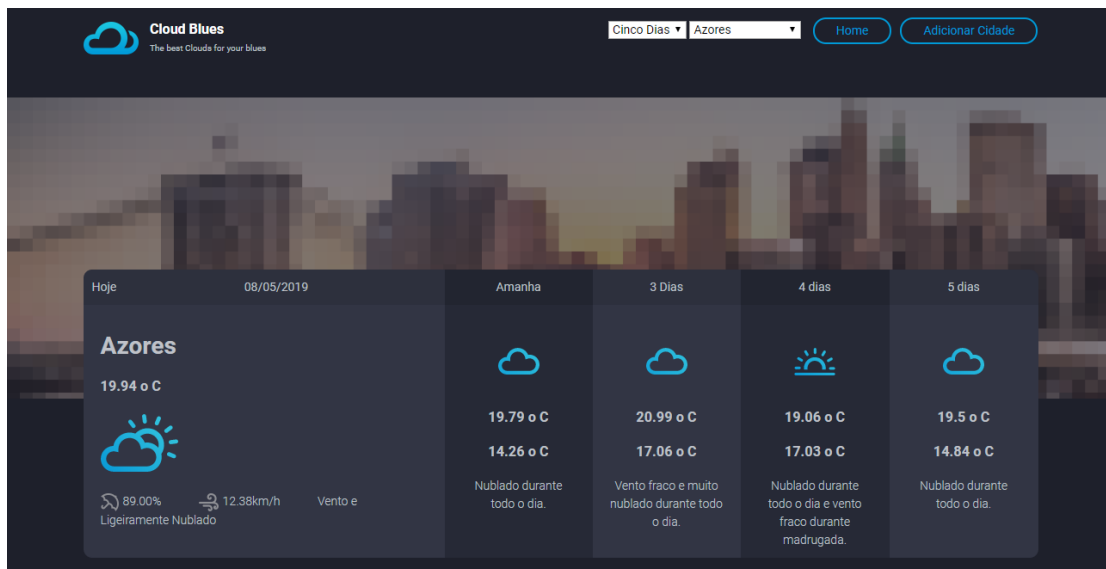 Cloud Blues
The best Clouds for your blues
Cinco Dias Azores Home Adicionar Cidade
Hoje 08/05/2019 Amanha 3 Dias 4 dias 5 dias
Azores
19.94 o C
89.00% 12.38km/h Vento e
Ligeiramente Nublado
19.79 o C
14.26 o C
Nublado durante
todo o dia.
20.99 o C
17.06 o C
Vento fraco e muito
nublado durante todo
o dia.
19.06 o C
17.03 o C
Nublado durante
todo o dia e vento
fraco durante
madrugada.
19.5 o C
14.84 o C
Nublado durante
todo o dia.